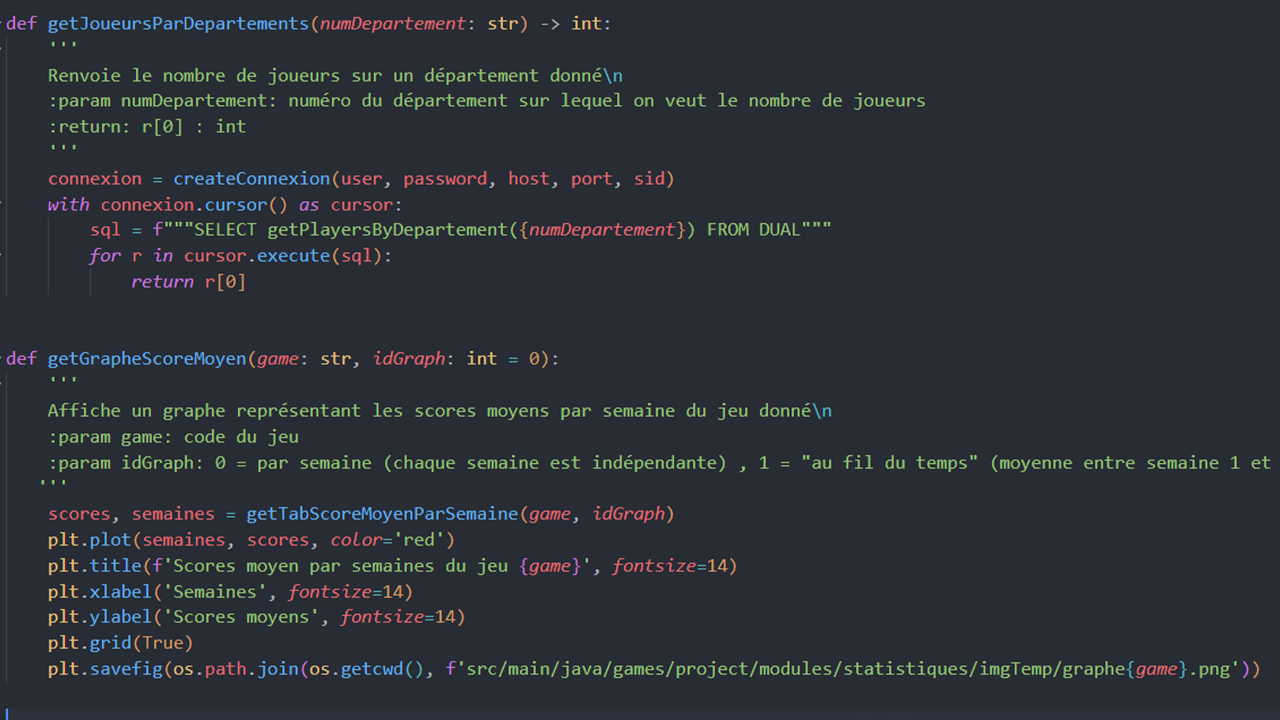 def getJoueursParDepartements(numDepartement: str) -> int:
    '''
    Renvoie le nombre de joueurs sur un département donné\n
    :param numDepartement: numéro du département sur lequel on veut le nombre de joueurs
    :return: r[0] : int
    '''
    connexion = createConnexion(user, password, host, port, sid)
    with connexion.cursor() as cursor:
        sql = f"""SELECT getPlayersByDepartement({numDepartement}) FROM DUAL"""
        for r in cursor.execute(sql):
            return r[0]
def getGrapheScoreMoyen(game: str, idGraph: int = 0):
    '''
    Affiche un graphe représentant les scores moyens par semaine du jeu donné\n
    :param game: code du jeu
    :param idGraph: 0 = par semaine (chaque semaine est indépendante) , 1 = "au fil du temps" (moyenne entre semaine 1 et
   '''
    scores, semaines = getTabScoreMoyenParSemaine(game, idGraph)
    plt.plot(semaines, scores, color='red')
    plt.title(f'Scores moyen par semaines du jeu {game}', fontsize=14)
    plt.xlabel('Semaines', fontsize=14)
    plt.ylabel('Scores moyens', fontsize=14)
    plt.grid(True)
    plt.savefig(os.path.join(os.getcwd(), f'src/main/java/games/project/modules/statistiques/imgTemp/graphe{game}.png'))